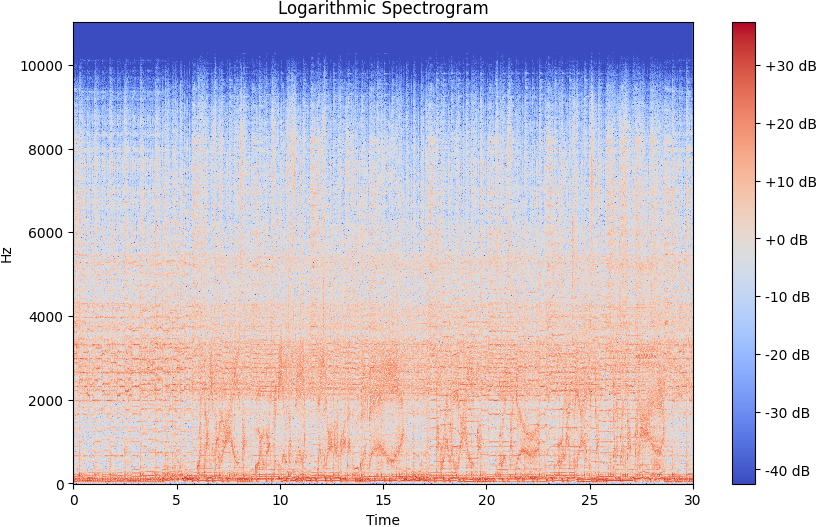 Logarithmic Spectrogram
Hz
10000
8000
6000
4000
2000
0
0 5 10 15 20 25 30
Time
+30 dB
+20 dB
+10 dB
+0 dB
-10 dB
-20 dB
-30 dB
-40 dB